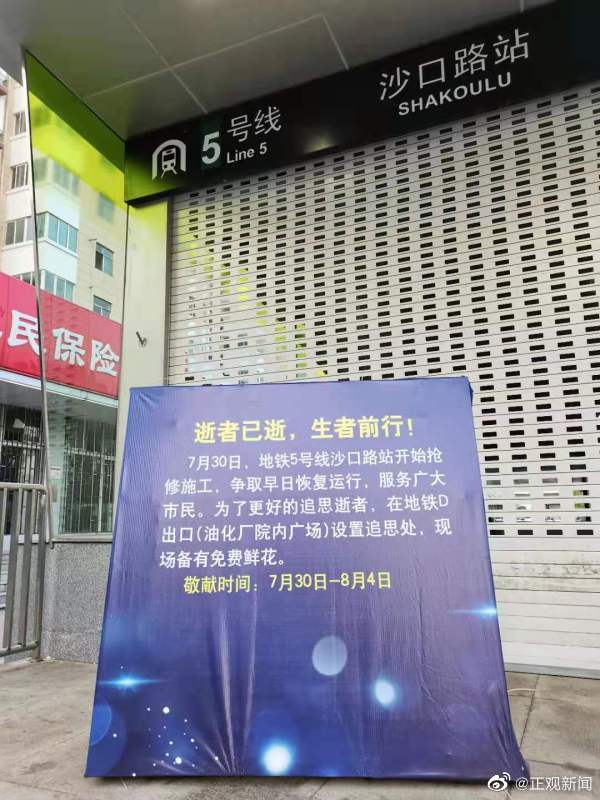 5号线
Line 5
沙口路站
SHAKOULU
民保险
逝者已逝，生者前行！
7月30日，地铁5号线沙口路站开始抢
修施工，争取早日恢复运行，服务广大
市民。为了更好的追思逝者，在地铁D
出口(油化厂院内广场)设置追思处，现
场备有免费鲜花。
敬献时间：7月30日-8月4日
@正观新闻